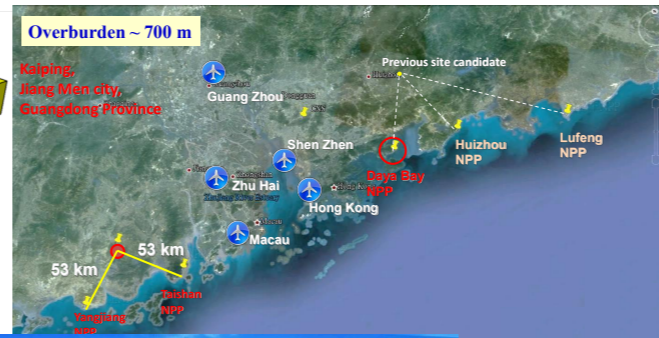 Overburden ~ 700 m
Kaiping,
Jiang Men city,
Guangdong Province
Previous site candidate
Guang Zhou
Shen Zhen
Zhu Hai
Hong Kong
Macau
Daya Bay
NPP
Huizhou
NPP
Lufeng
NPP
53 km
53 km
Taishan
NPP
Yangjiang
NPP